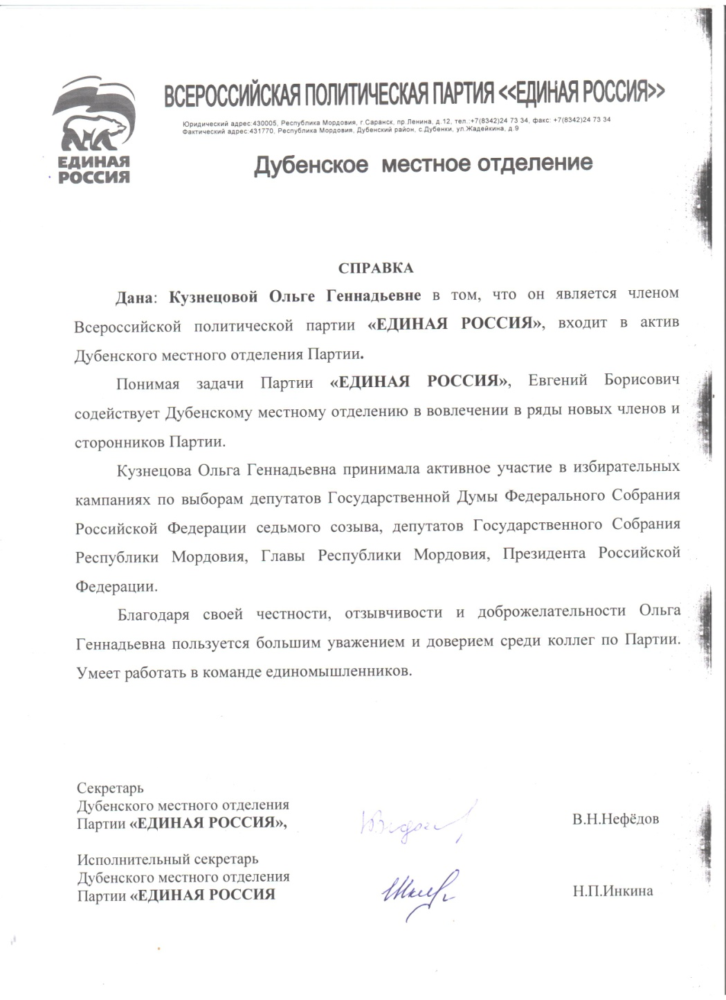 ВСЕРОССИЙСКАЯ ПОЛИТИЧЕСКАЯ ПАРТИЯ <<ЕДИНАЯ РОССИЯ>>
Юридический адрес:430005, Республика Мордовия, г.Саранск, пр.Ленина, д.12, тел.:+7(8342)24 73 34, факс: +7(8342)24 73 34
Фактический адрес:431770, Республика Мордовия, Дубенский район, с.Дубенки, ул.Жадейкина, д.9
ЕДИНАЯ
РОССИЯ
Дубенское местное отделение
СПРАВКА
Дана: Кузнецовой Ольге Геннадьевне в том, что он является членом
Всероссийской политической партии «ЕДИНАЯ РОССИЯ», входит в актив
Дубенского местного отделения Партии.
Понимая задачи Партии «ЕДИНАЯ РОССИЯ», Евгений Борисович
содействует Дубенскому местному отделению в вовлечении в ряды новых членов и
сторонников Партии.
Кузнецова Ольга Геннадьевна принимала активное участие в избирательных
кампаниях по выборам депутатов Государственной Думы Федерального Собрания
Российской Федерации седьмого созыва, депутатов Государственного Собрания
Республики Мордовия, Главы Республики Мордовия, Президента Российской
Федерации.
Благодаря своей честности, отзывчивости и доброжелательности Ольга
Геннадьевна пользуется большим уважением и доверием среди коллег по Партии.
Умеет работать в команде единомышленников.
Секретарь
Дубенского местного отделения
Партии «ЕДИНАЯ РОССИЯ», В.Н.Нефёдов
Исполнительный секретарь
Дубенского местного отделения
Партии «ЕДИНАЯ РОССИЯ Н.П.Инкина